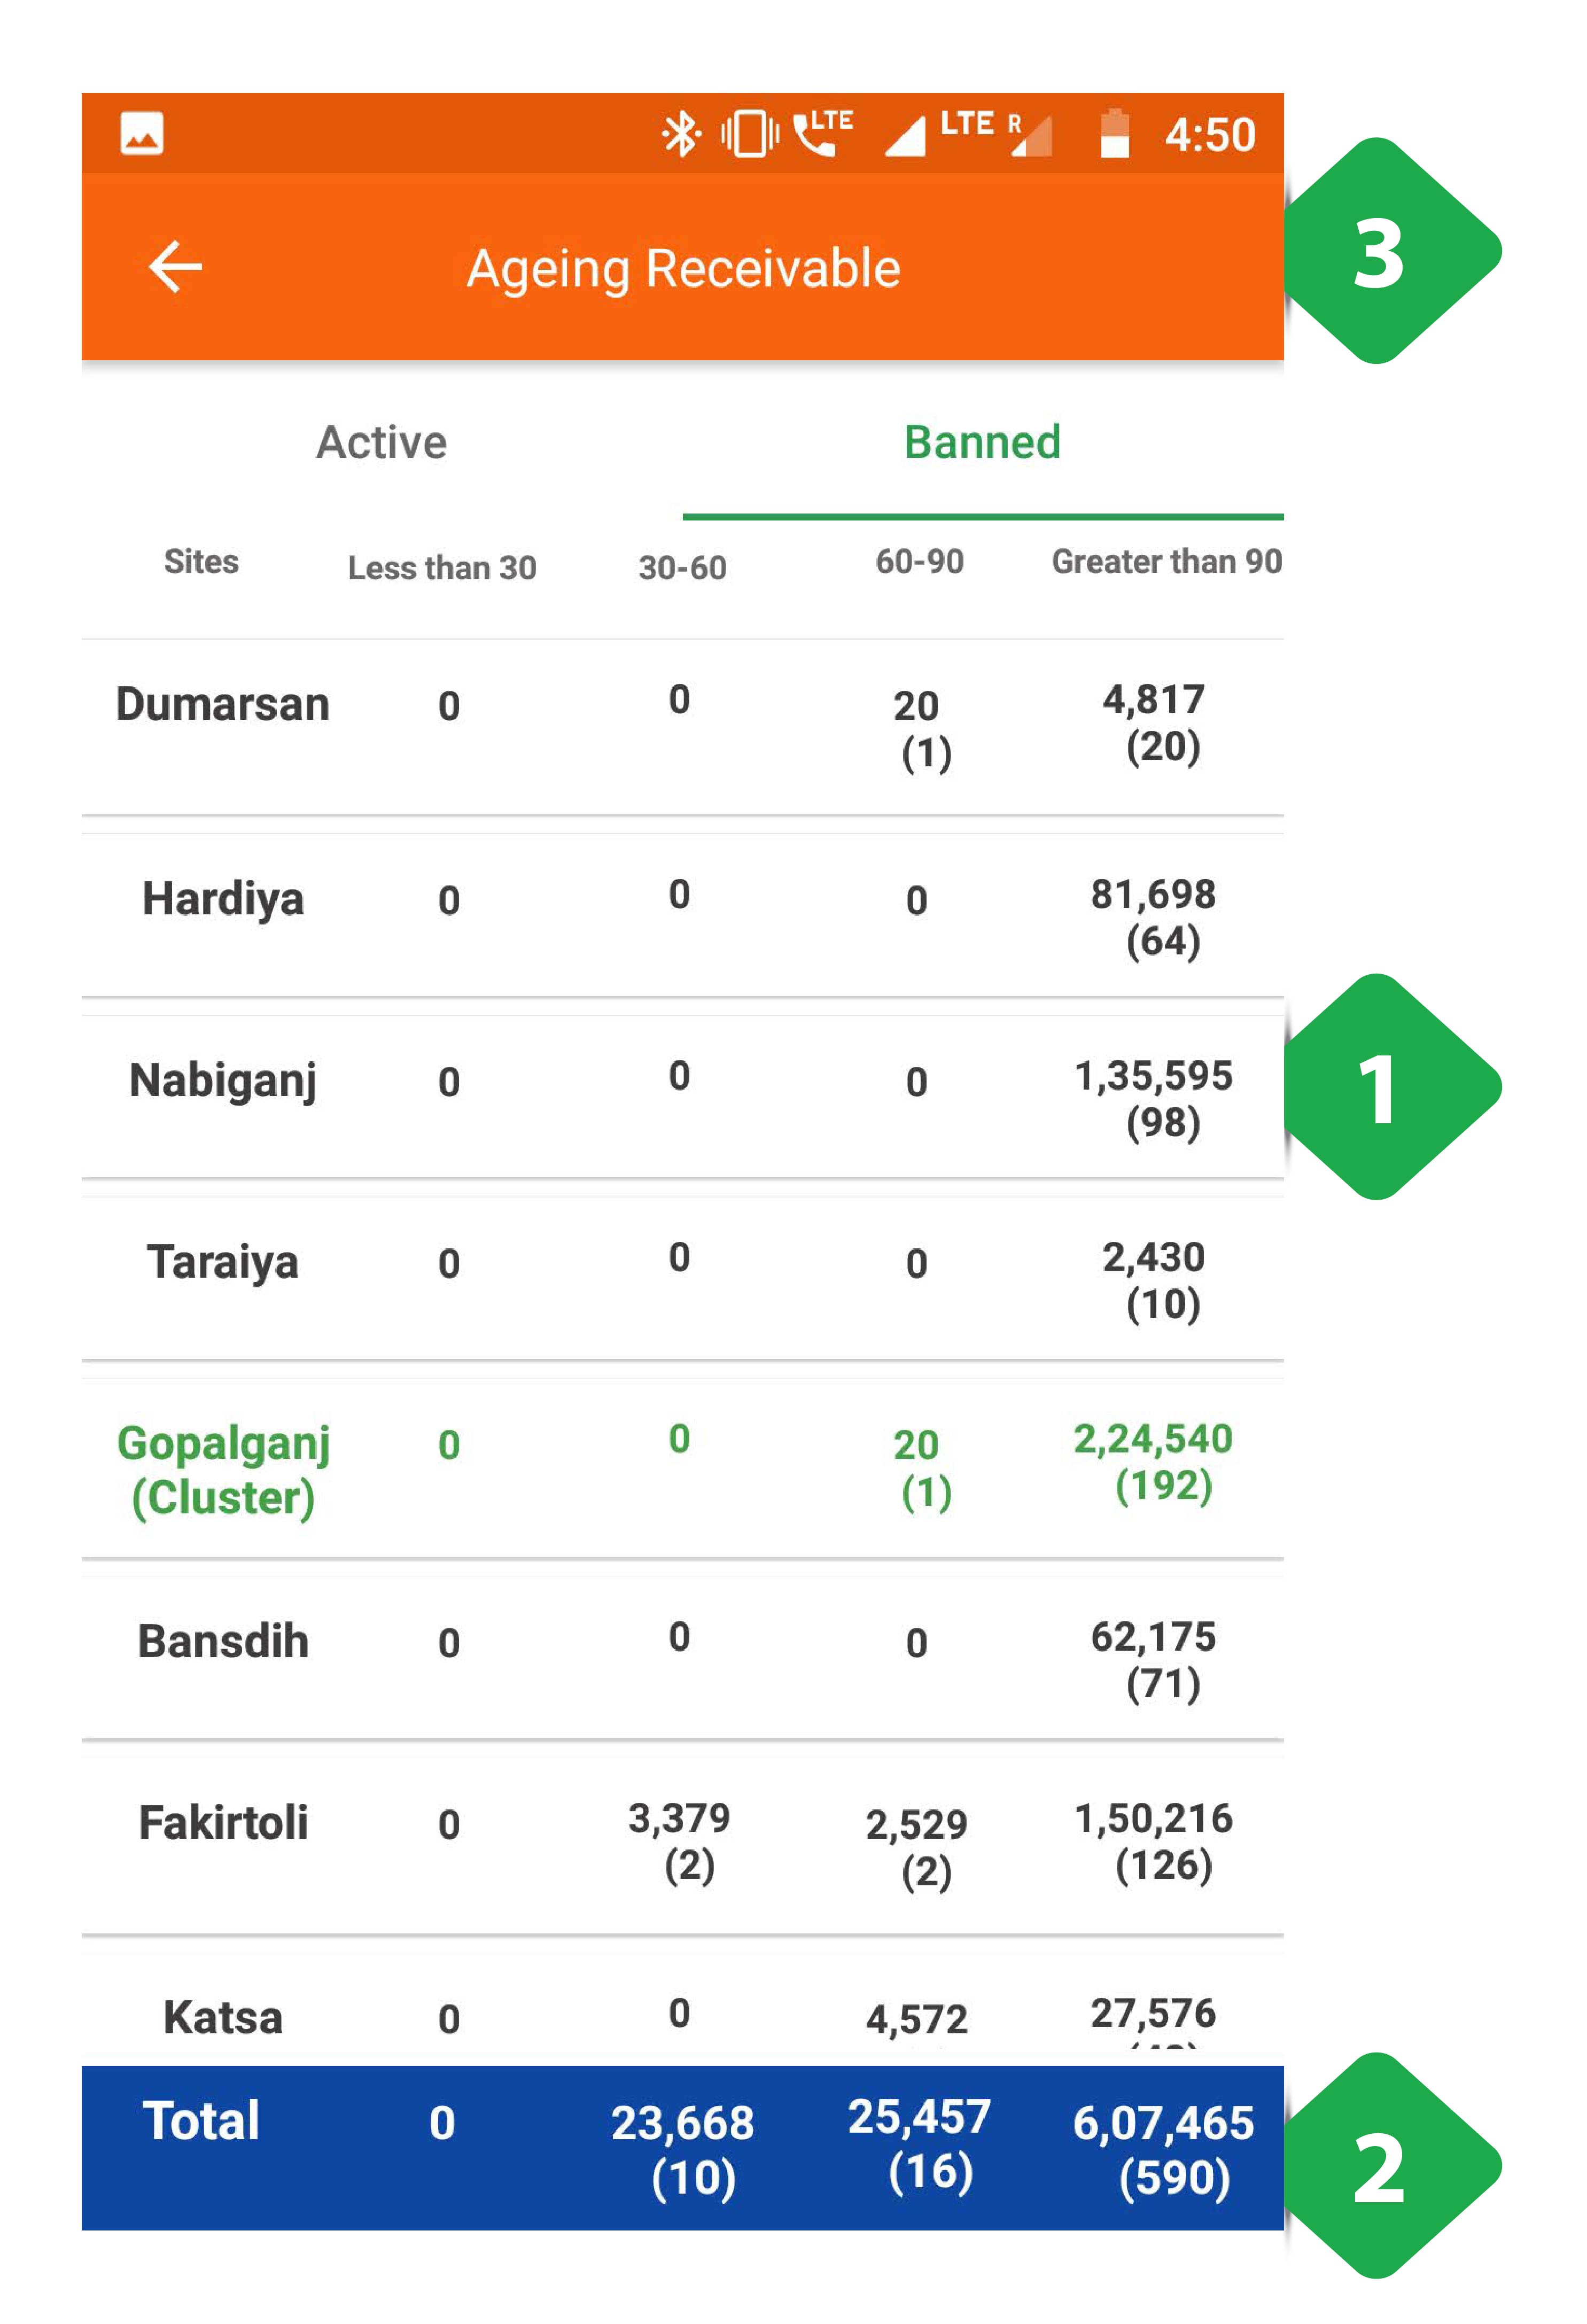 LTE LTE R 4:50
Ageing Receivable
3
Active Banned
Sites Less than 30 30-60 60-90 Greater than 90
Dumarsan 0 0 20 4,817
(1) (20)
Hardiya 0 0 0 81,698
(64)
Nabiganj 0 0 0 1,35,595
(98)
1
Taraiya 0 0 0 2,430
(10)
Gopalganj 0 0 20 2,24,540
(Cluster) (1) (192)
Bansdih 0 0 0 62,175
(71)
Fakirtoli 0 3,379 2,529 1,50,216
(2) (2) (126)
Katsa 0 0 4,572 27,576
Total 0 23,668 25,457 6,07,465
(10) (16) (590)
2